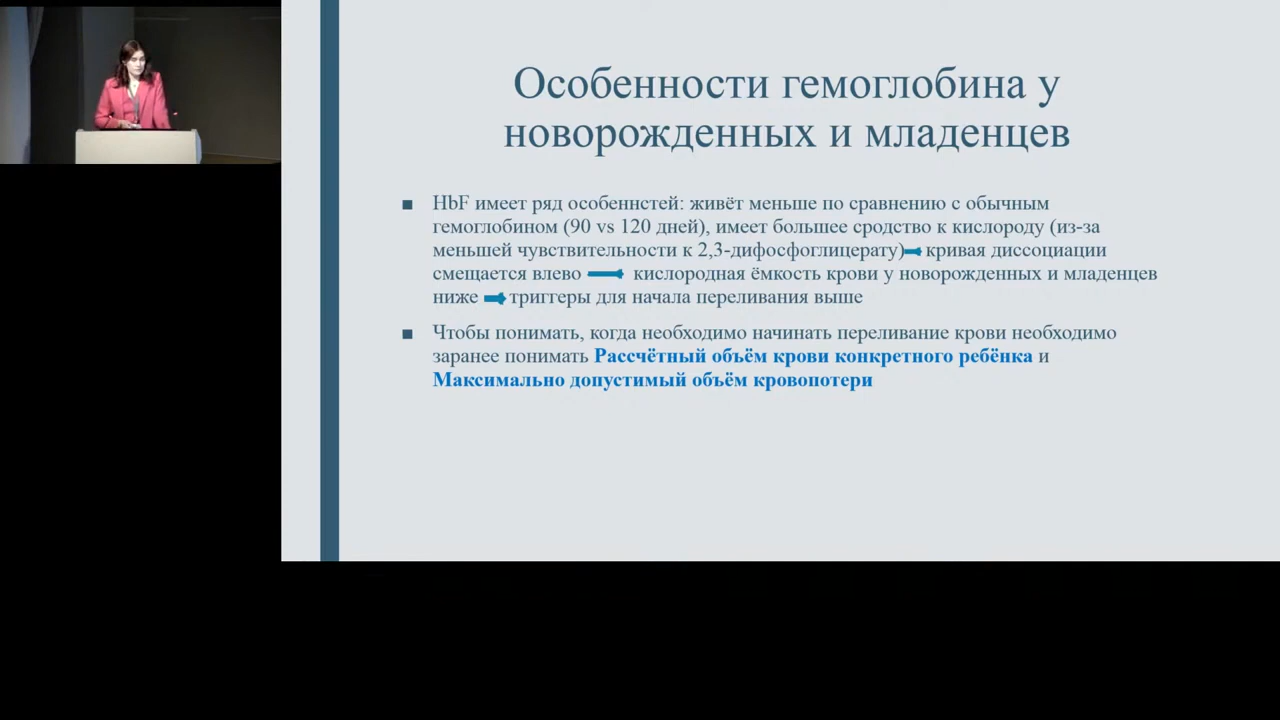 Особенности гемоглобина у
новорожденных и младенцев
■ HbF имеет ряд особеннстей: живёт меньше по сравнению с обычным
гемоглобином (90 vs 120 дней), имеет большее сродство к кислороду (из-за
меньшей чувствительности к 2,3-дифосфоглицерату) кривая диссоциации
смещается влево кислородная ёмкость крови у новорожденных и младенцев
ниже триггеры для начала переливания выше
■ Чтобы понимать, когда необходимо начинать переливание крови необходимо
заранее понимать Рассчётный объём крови конкретного ребёнка и
Максимально допустимый объём кровопотери